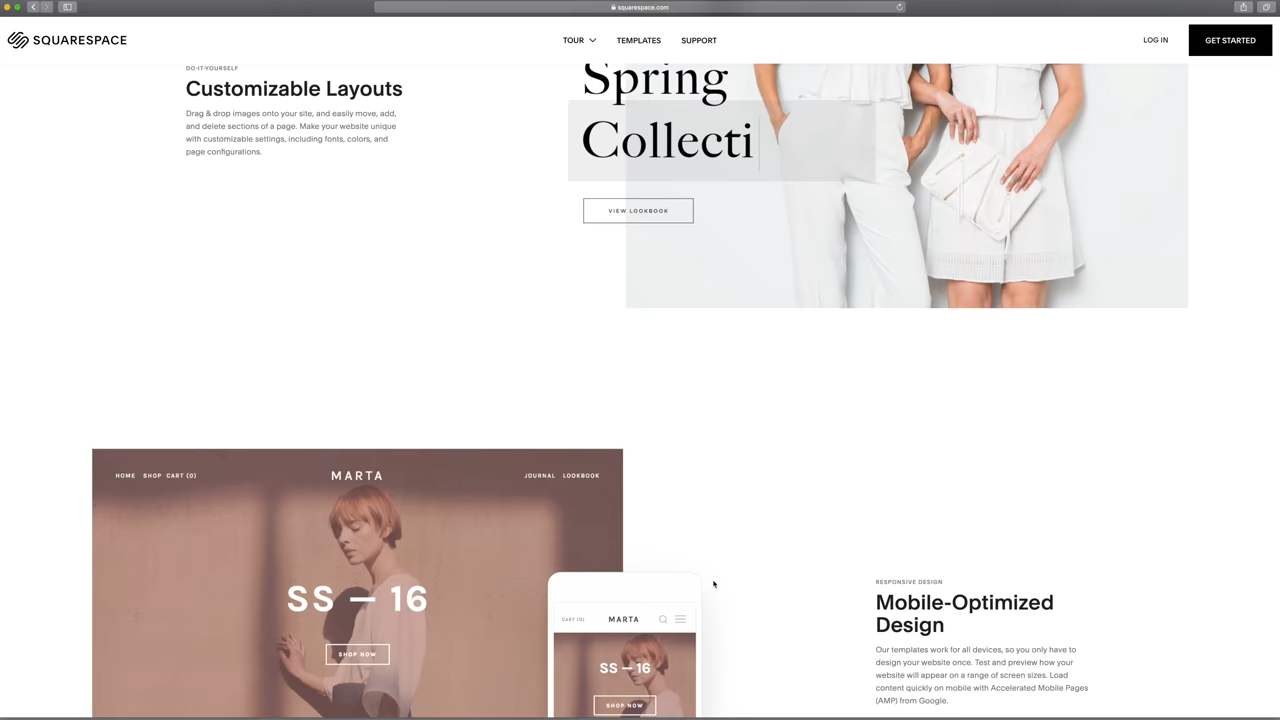 squarespace.com
SQUARESPACE
TOUR TEMPLATES SUPPORT
LOG IN
GET STARTED
DO-IT-YOURSELF
Customizable Layouts
Drag & drop images onto your site, and easily move, add,
and delete sections of a page. Make your website unique
with customizable settings, including fonts, colors, and
page configurations.
Spring
Collecti
VIEW LOOKBOOK
HOME SHOP CART (0)
MARTA
JOURNAL LOOKBOOK
SS – 16
SHOP NOW
CART (0)
MARTA
SS – 16
SHOP NOW
RESPONSIVE DESIGN
Mobile-Optimized
Design
Our templates work for all devices, so you only have to
design your website once. Test and preview how your
website will appear on a range of screen sizes. Load
content quickly on mobile with Accelerated Mobile Pages
(AMP) from Google.